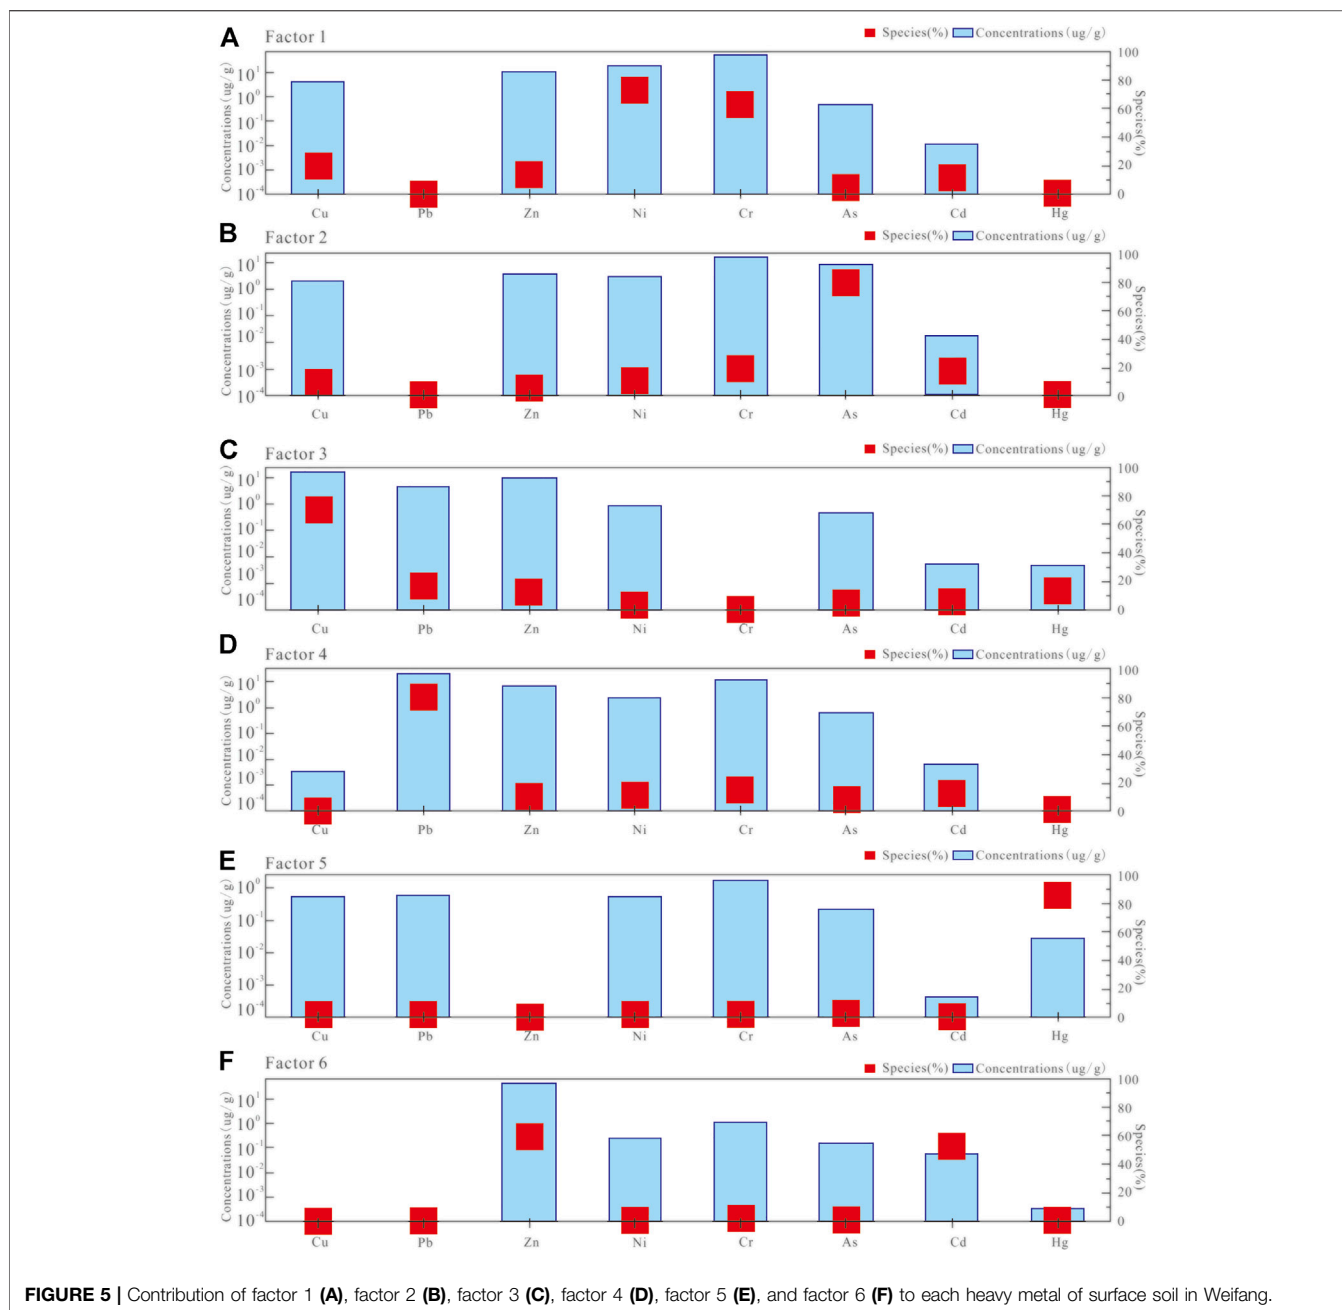 A Factor 1 Species(%) Concentrations(ug/g)
Concentrations(ug/g)
10¹
10⁰
10⁻¹
10⁻²
10⁻³
10⁻⁴
100
80
60
40
20
0
Species(%)
Cu Pb Zn Ni Cr As Cd Hg
B Factor 2 Species(%) Concentrations(ug/g)
Concentrations(ug/g)
10¹
10⁰
10⁻¹
10⁻²
10⁻³
10⁻⁴
100
80
60
40
20
0
Species(%)
Cu Pb Zn Ni Cr As Cd Hg
C Factor 3 Species(%) Concentrations(ug/g)
Concentrations(ug/g)
10¹
10⁰
10⁻¹
10⁻²
10⁻³
10⁻⁴
100
80
60
40
20
0
Species(%)
Cu Pb Zn Ni Cr As Cd Hg
D Factor 4 Species(%) Concentrations(ug/g)
Concentrations(ug/g)
10¹
10⁰
10⁻¹
10⁻²
10⁻³
10⁻⁴
100
80
60
40
20
0
Species(%)
Cu Pb Zn Ni Cr As Cd Hg
E Factor 5 Species(%) Concentrations(ug/g)
Concentrations(ug/g)
10⁰
10⁻¹
10⁻²
10⁻³
10⁻⁴
100
80
60
40
20
0
Species(%)
Cu Pb Zn Ni Cr As Cd Hg
F Factor 6 Species(%) Concentrations(ug/g)
Concentrations(ug/g)
10¹
10⁰
10⁻¹
10⁻²
10⁻³
10⁻⁴
100
80
60
40
20
0
Species(%)
Cu Pb Zn Ni Cr As Cd Hg
FIGURE 5 | Contribution of factor 1 (A), factor 2 (B), factor 3 (C), factor 4 (D), factor 5 (E), and factor 6 (F) to each heavy metal of surface soil in Weifang.